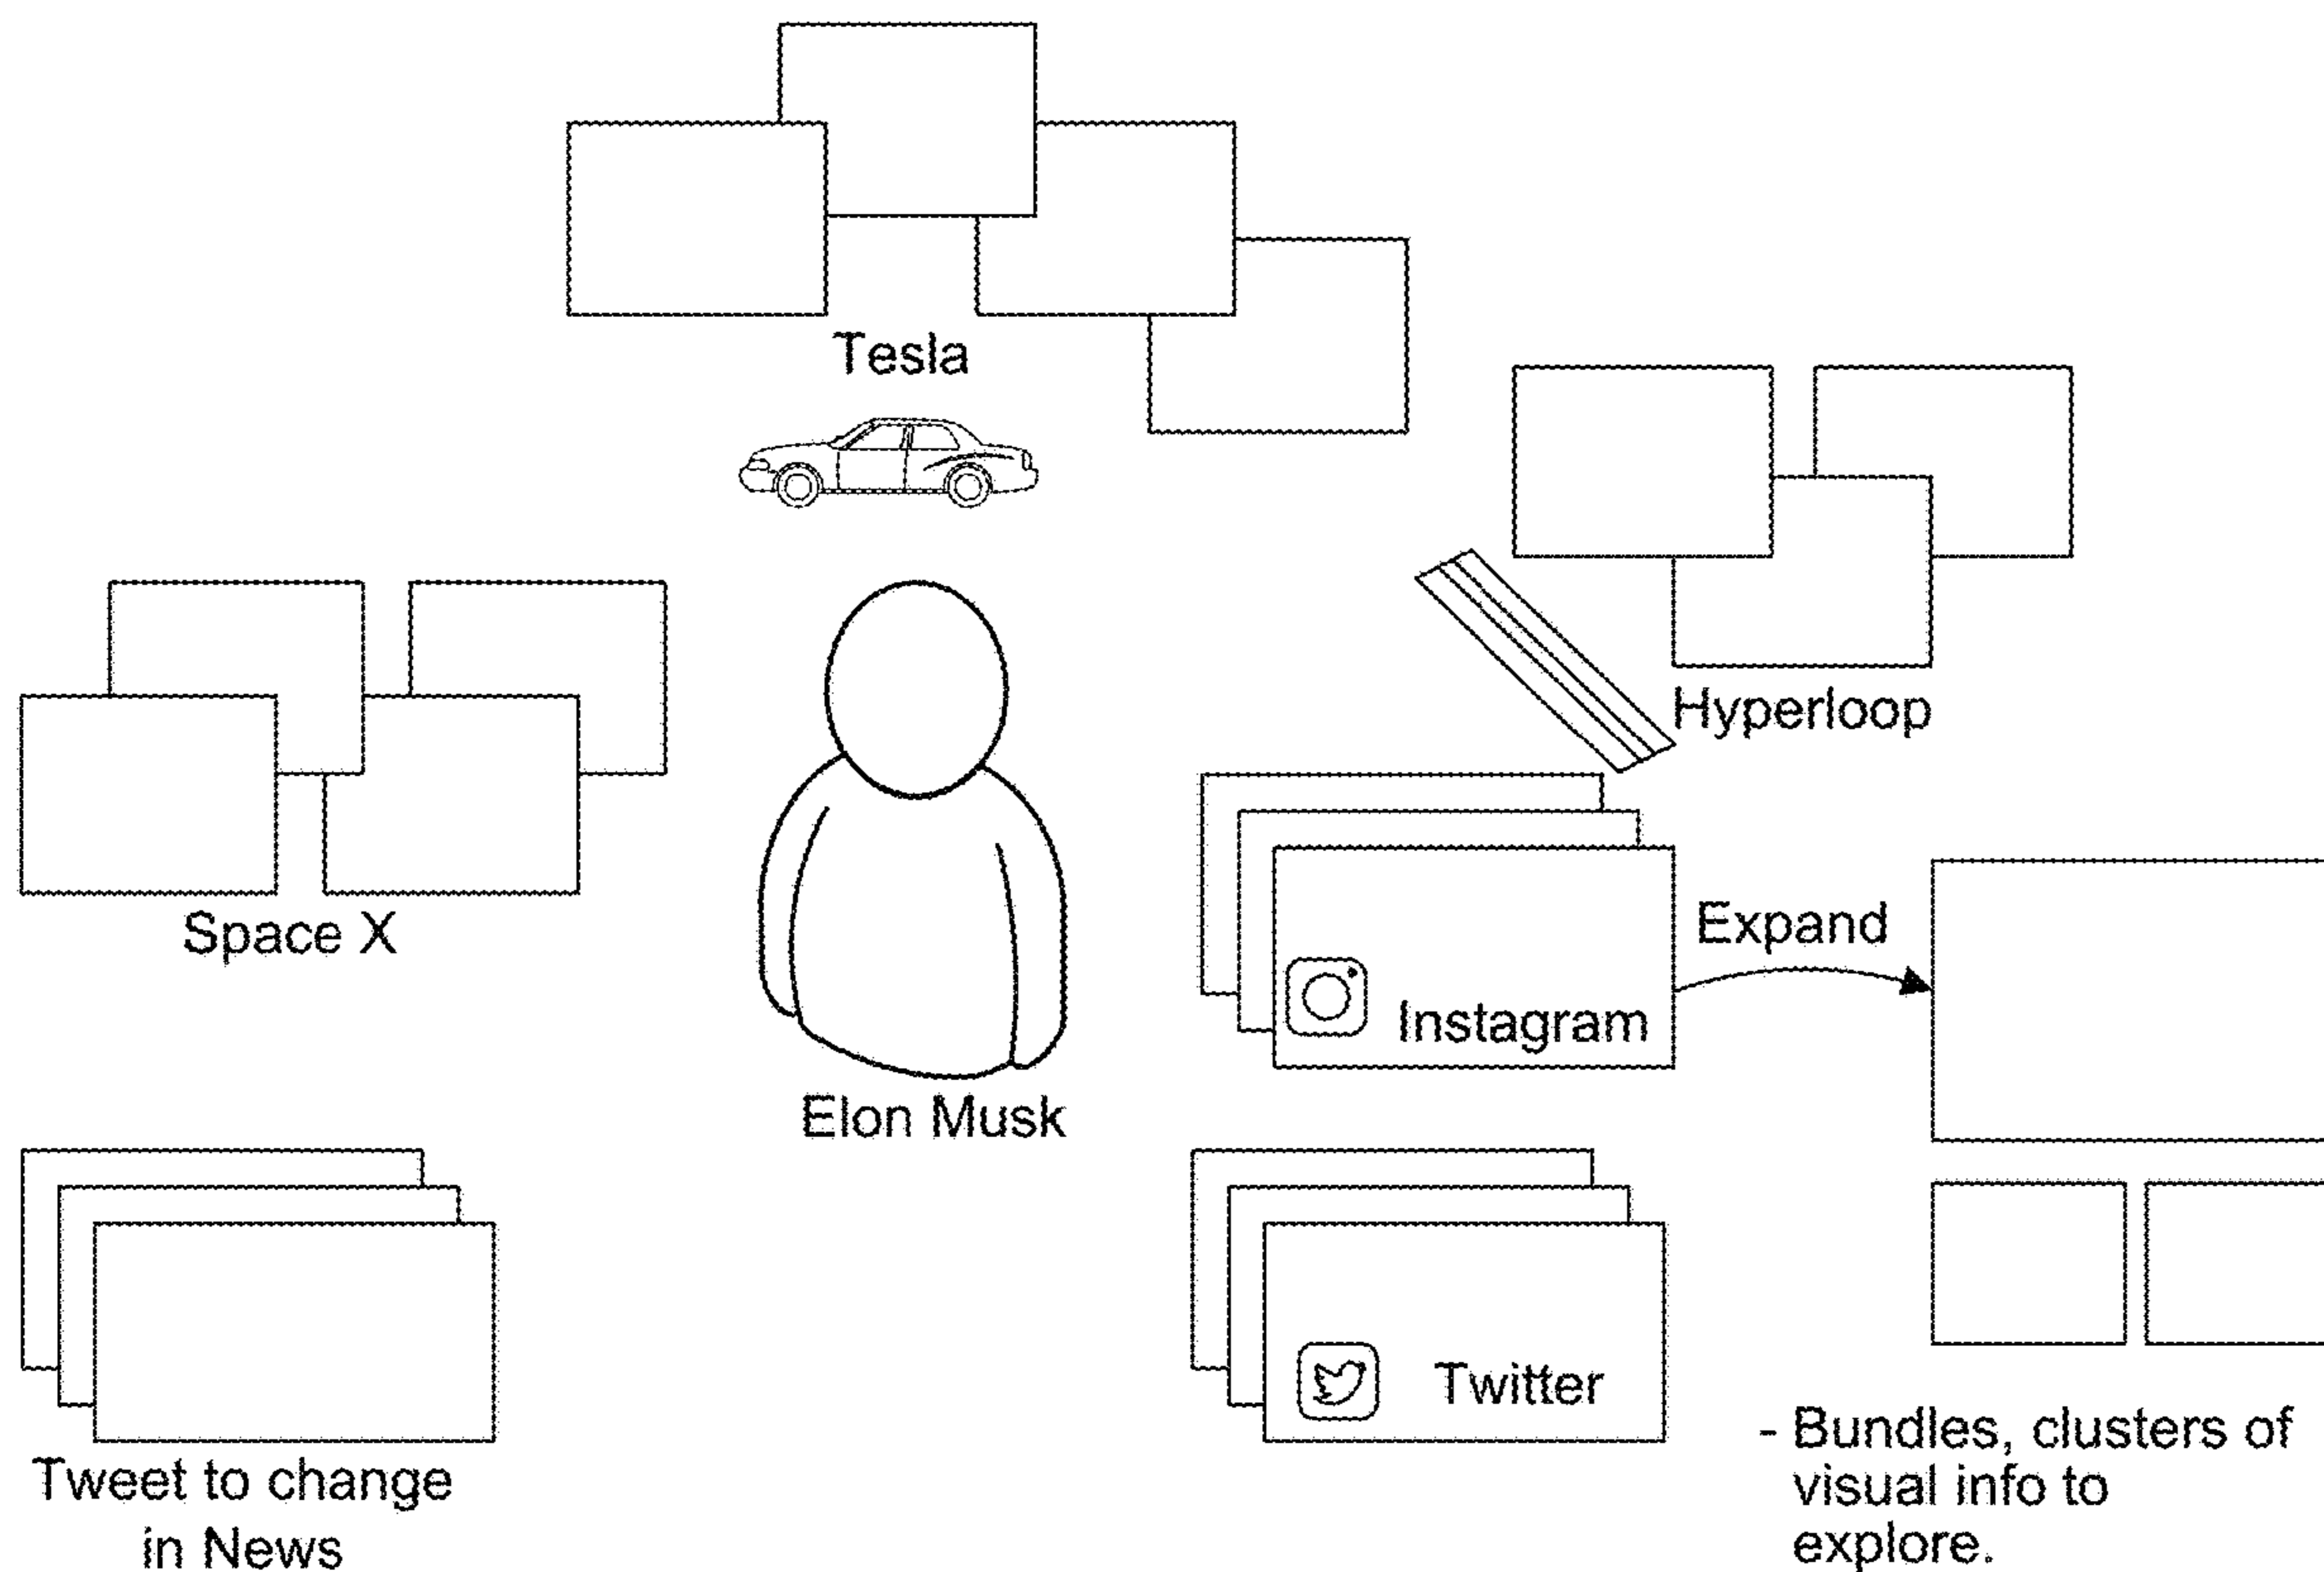 Tesla
Hyperloop
Space X
Expand
Instagram
Elon Musk
Twitter
- Bundles, clusters of
visual info to
explore.
Tweet to change
in News